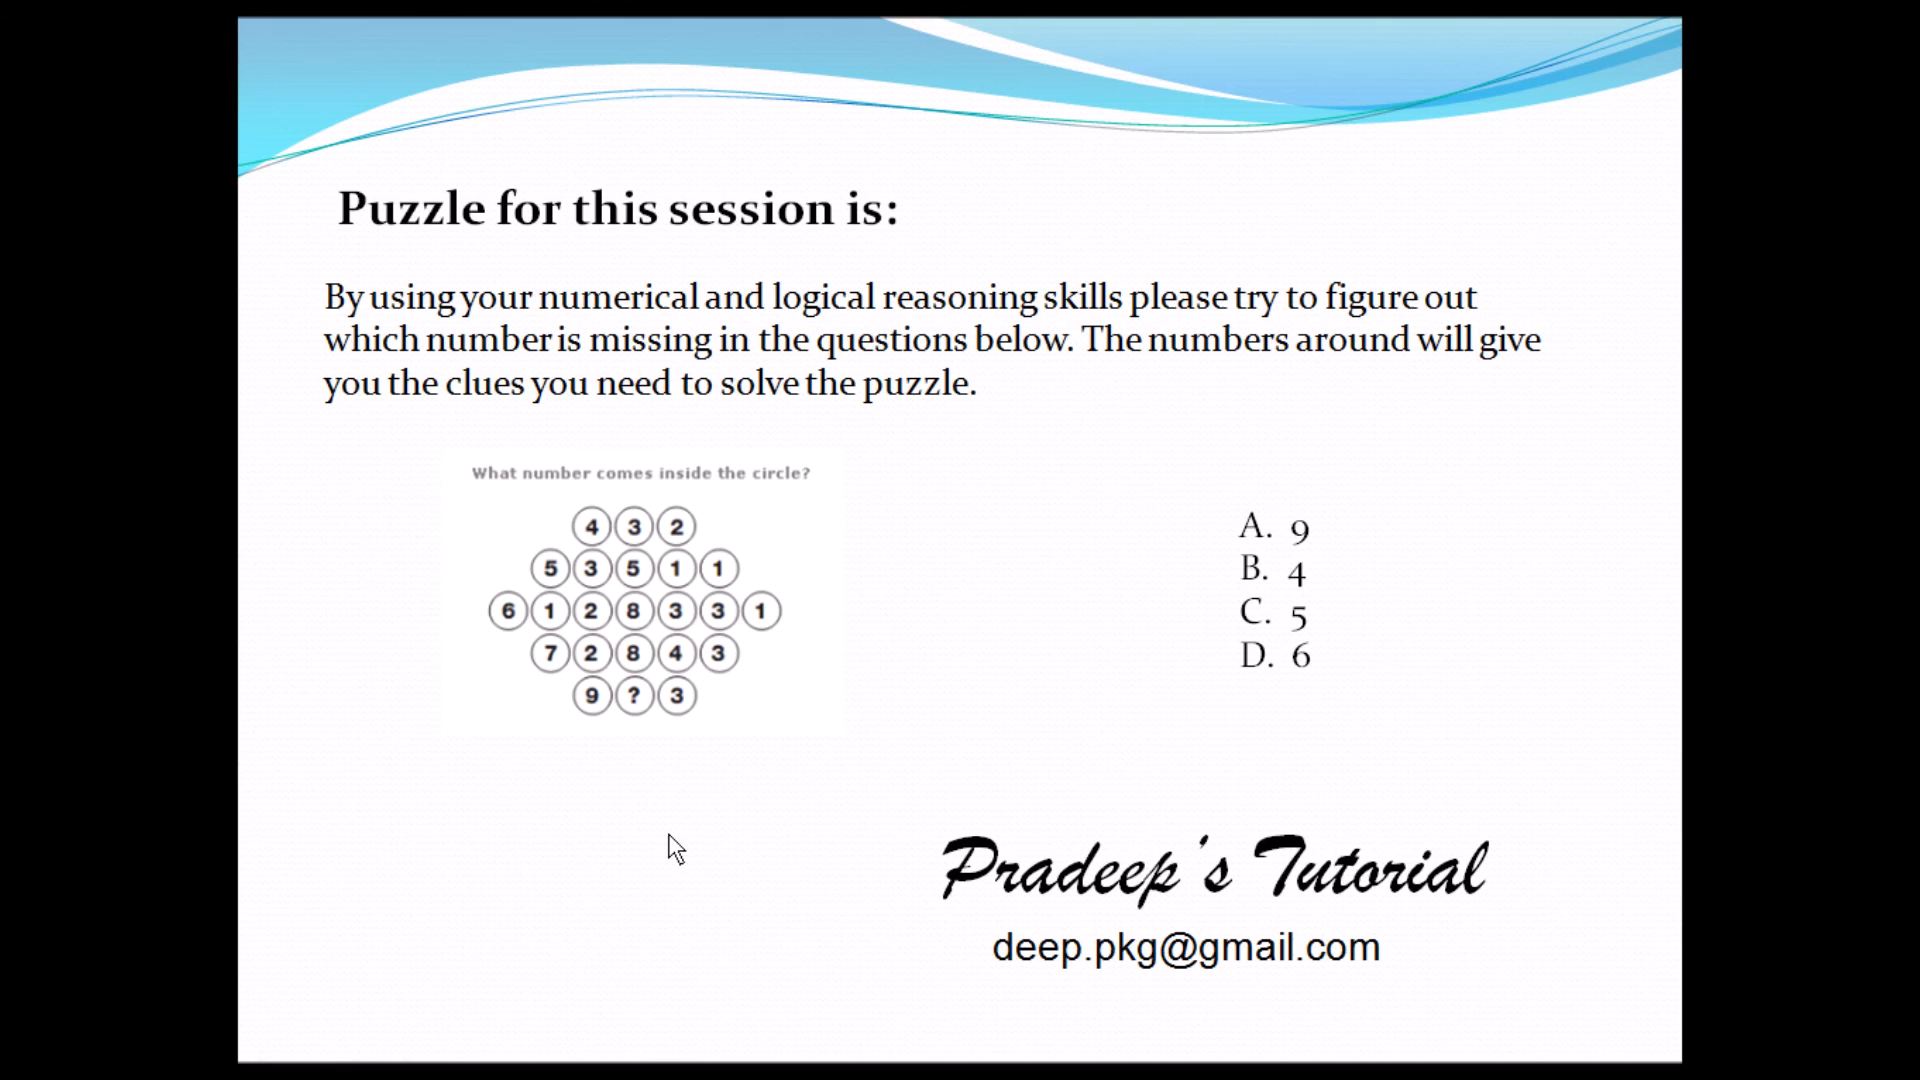 Puzzle for this session is:
By using your numerical and logical reasoning skills please try to figure out
which number is missing in the questions below. The numbers around will give
you the clues you need to solve the puzzle.
What number comes inside the circle?
4 3 2
5 3 5 1 1
6 1 2 8 3 3 1
7 2 8 4 3
9 ? 3
A. 9
B. 4
C. 5
D. 6
Pradeep's Tutorial
deep.pkg@gmail.com